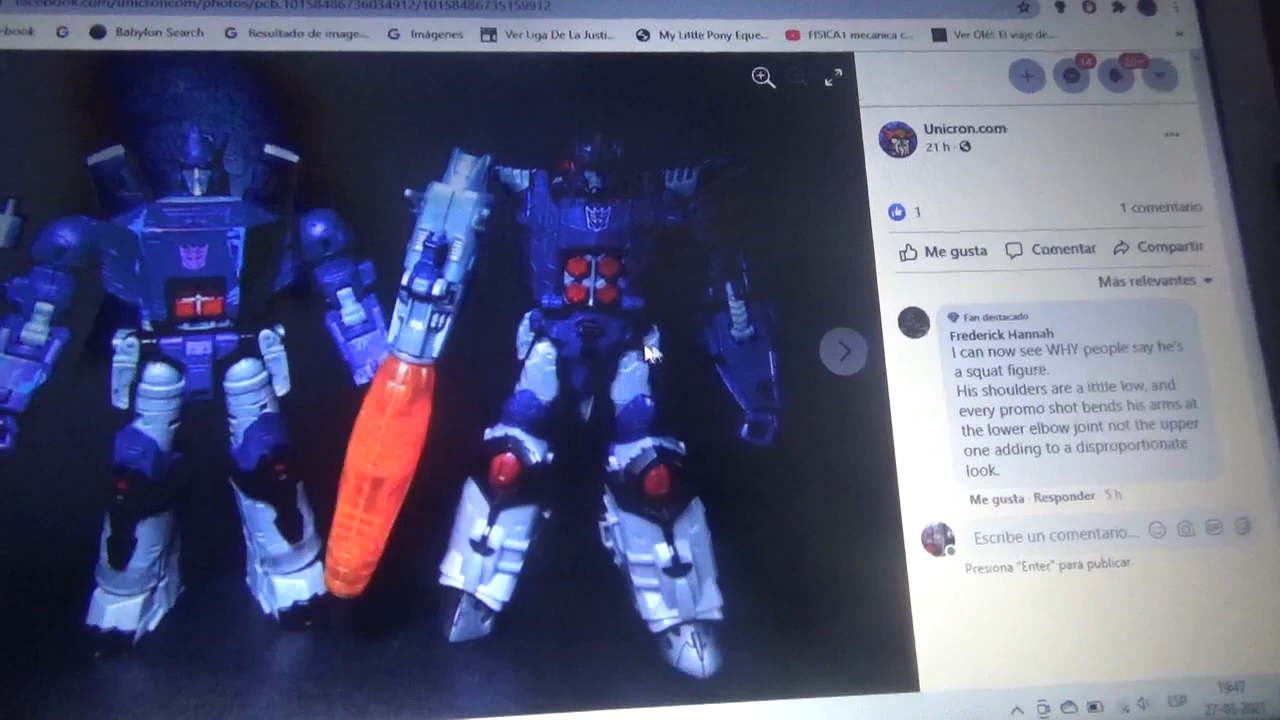 facebook.com/unicroncom/photos/pcb.10158486736034912/10158486735159912
book Babylon Search Resultado de image... Imágenes Ver Liga De La Justi... My Little Pony Eque... FISICA1 mecanica c... Ver Olé!: El viaje de...
14 20+
Unicron.com
21 h
1 1 comentario
Me gusta Comentar Compartir
Más relevantes
Fan destacado
Frederick Hannah
I can now see WHY people say he's
a squat figure.
His shoulders are a little low, and
every promo shot bends his arms at
the lower elbow joint not the upper
one adding to a disproportionate
look.
Me gusta · Responder · 5 h
Escribe un comentario...
Presiona "Enter" para publicar.
ESP
19:47